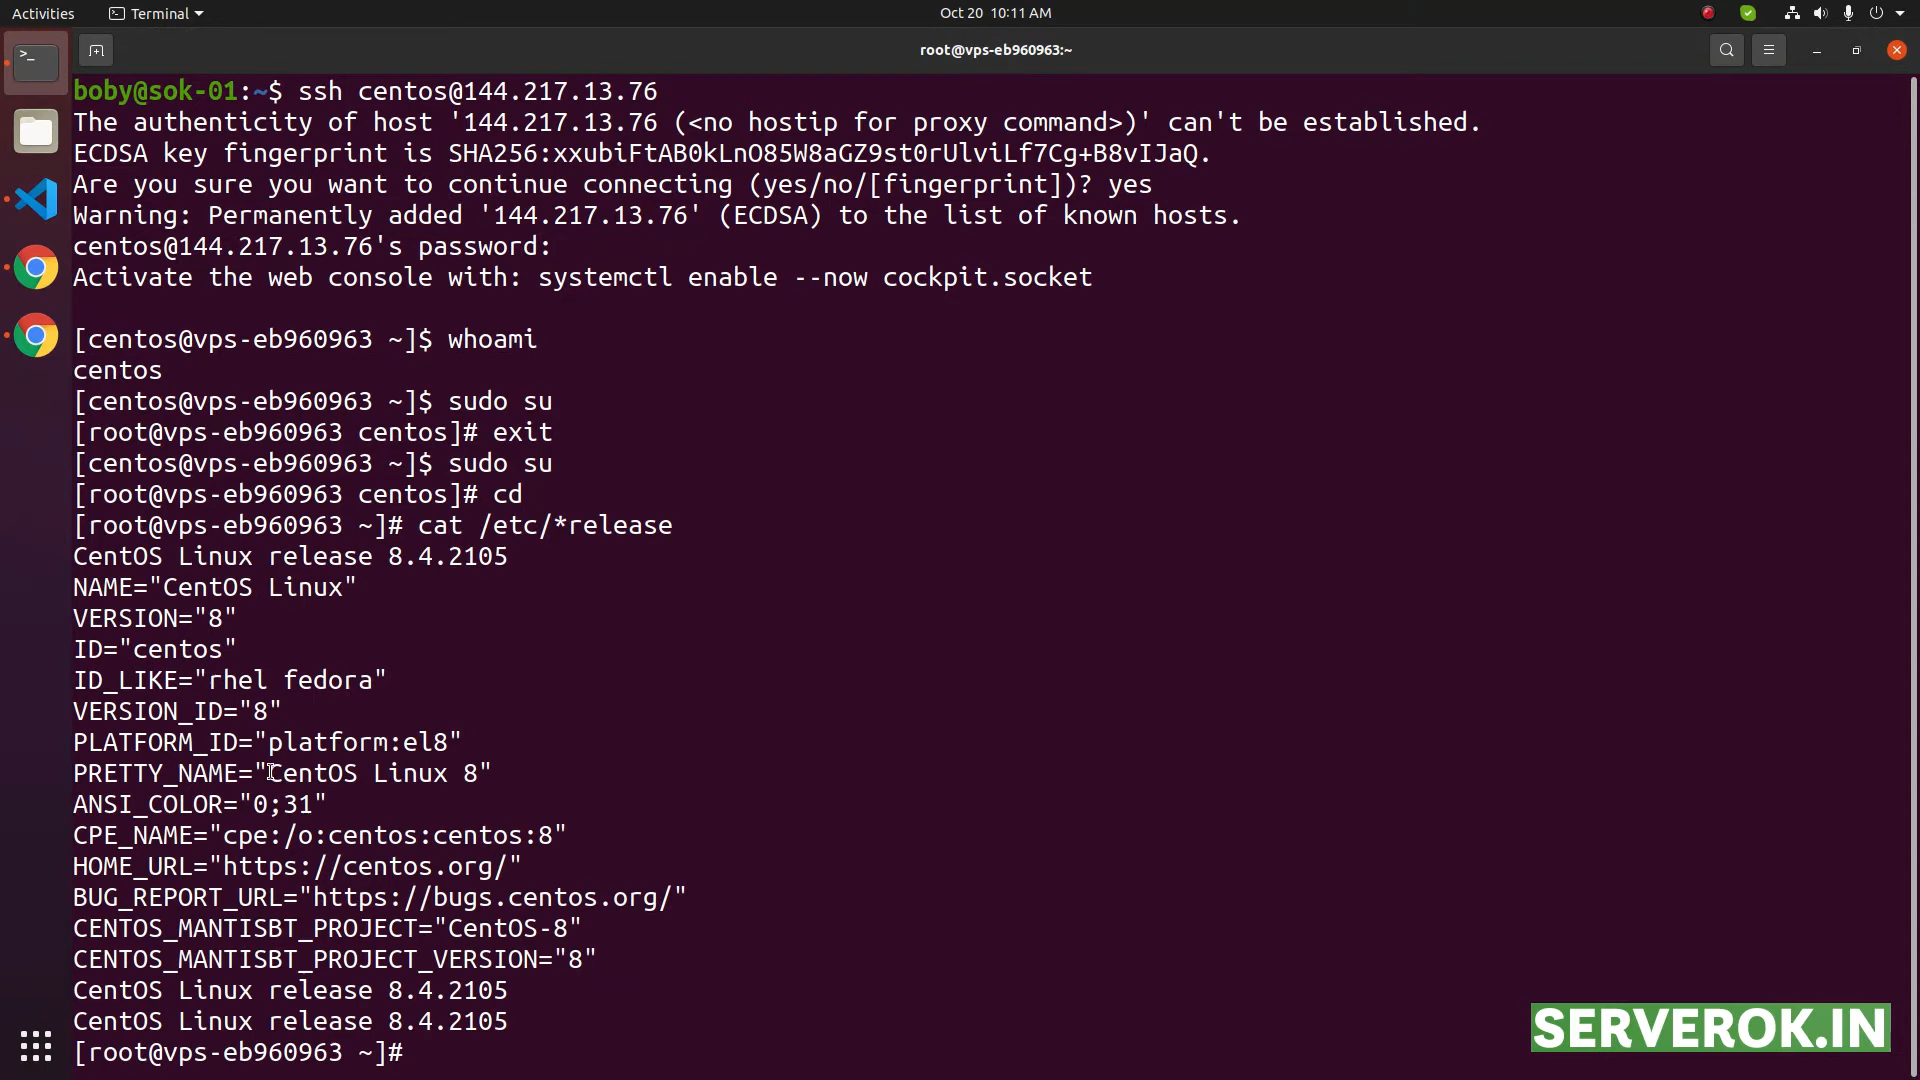 Activities Terminal Oct 20 10:11 AM
root@vps-eb960963:~
boby@sok-01:~$ ssh centos@144.217.13.76
The authenticity of host '144.217.13.76 (<no hostip for proxy command>)' can't be established.
ECDSA key fingerprint is SHA256:xxubiFtAB0kLnO85W8aGZ9st0rUlviLf7Cg+B8vIJaQ.
Are you sure you want to continue connecting (yes/no/[fingerprint])? yes
Warning: Permanently added '144.217.13.76' (ECDSA) to the list of known hosts.
centos@144.217.13.76's password:
Activate the web console with: systemctl enable --now cockpit.socket
[centos@vps-eb960963 ~]$ whoami
centos
[centos@vps-eb960963 ~]$ sudo su
[root@vps-eb960963 centos]# exit
[centos@vps-eb960963 ~]$ sudo su
[root@vps-eb960963 centos]# cd
[root@vps-eb960963 ~]# cat /etc/*release
CentOS Linux release 8.4.2105
NAME="CentOS Linux"
VERSION="8"
ID="centos"
ID_LIKE="rhel fedora"
VERSION_ID="8"
PLATFORM_ID="platform:el8"
PRETTY_NAME="CentOS Linux 8"
ANSI_COLOR="0;31"
CPE_NAME="cpe:/o:centos:centos:8"
HOME_URL="https://centos.org/"
BUG_REPORT_URL="https://bugs.centos.org/"
CENTOS_MANTISBT_PROJECT="CentOS-8"
CENTOS_MANTISBT_PROJECT_VERSION="8"
CentOS Linux release 8.4.2105
CentOS Linux release 8.4.2105
[root@vps-eb960963 ~]#
SERVEROK.IN